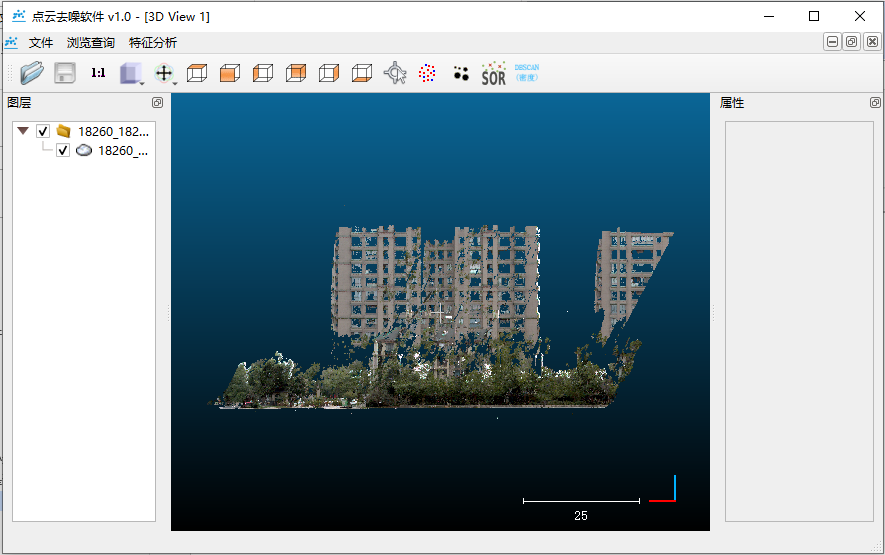 点云去噪软件 v1.0 - [3D View 1]
文件 浏览查询 特征分析
1:1
SOR
DBSCAN
(密度)
图层
属性
18260_182...
18260_...
25